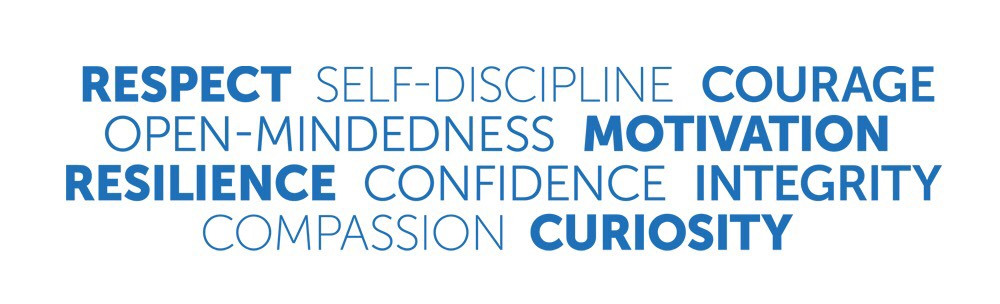 RESPECT SELF-DISCIPLINE COURAGE
OPEN-MINDEDNESS MOTIVATION
RESILIENCE CONFIDENCE INTEGRITY
COMPASSION CURIOSITY